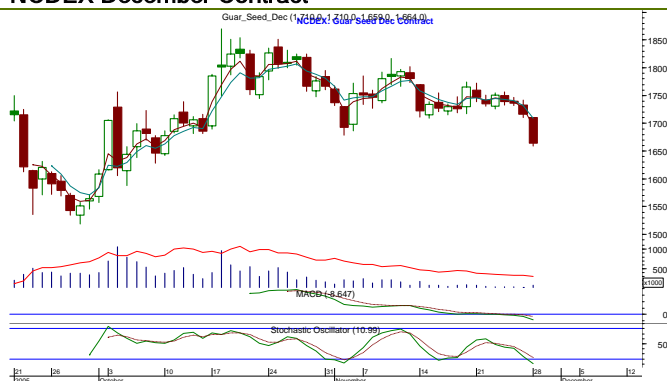 NCDEX December Contract
Guar_Seed_Dec (1,710.0, 1,710.0, 1,659.0, 1,664.0)
NCDEX: Guar Seed Dec Contract
1850
1800
1750
1700
1650
1600
1550
1500
1000
500
x1000
MACD (-8.647)
0
Stochastic Oscillator (10.99)
50
21 26 3 10 17 24 31 7 14 21 28 5 12
2005 October November December